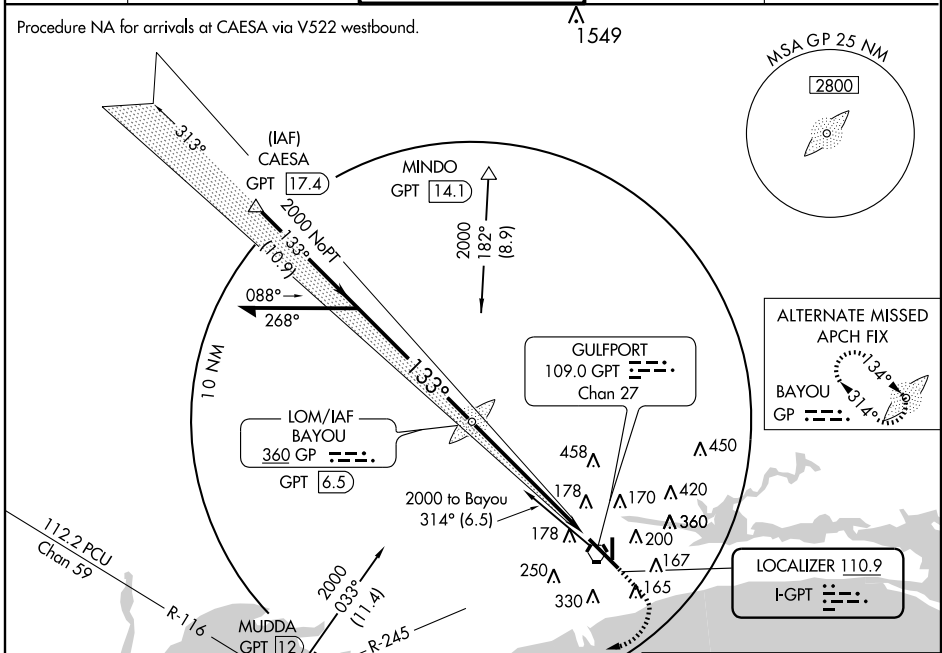 Procedure NA for arrivals at CAESA via V522 westbound.
1549
MSA GP 25 NM
2800
313°
(IAF)
CAESA
GPT 17.4
MINDO
GPT 14.1
2000 NoPT
133°
(10.9)
2000
182°
(8.9)
088°
268°
10 NM
133°
GULFPORT
109.0 GPT
Chan 27
ALTERNATE MISSED
APCH FIX
BAYOU
GP
134°
314°
LOM/IAF
BAYOU
360 GP
GPT 6.5
458
450
2000 to Bayou
314° (6.5)
178
170
420
360
178
200
167
250
165
330
LOCALIZER 110.9
I-GPT
112.2 PCU
Chan 59
R-116
2000
033°
(11.4)
MUDDA
GPT 12
R-245